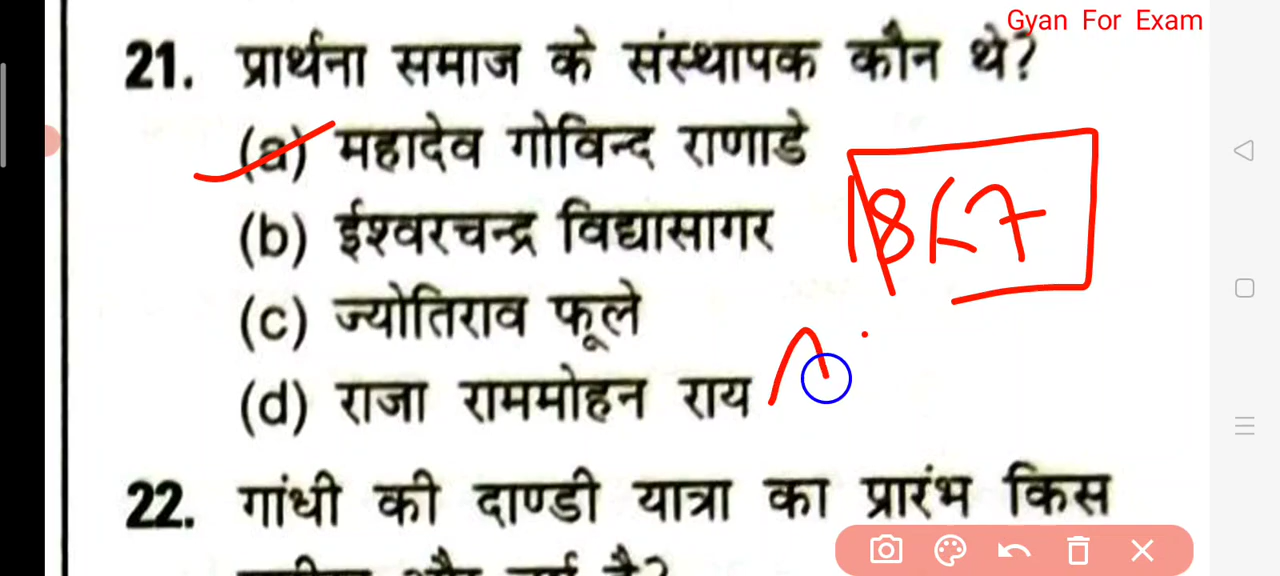 Gyan For Exam
21. प्रार्थना समाज के संस्थापक कौन थे?
(a) महादेव गोविन्द राणाडे
(b) ईश्वरचन्द्र विद्यासागर
(c) ज्योतिराव फूले
(d) राजा राममोहन राय
1867
22. गांधी की दाण्डी यात्रा का प्रारंभ किस